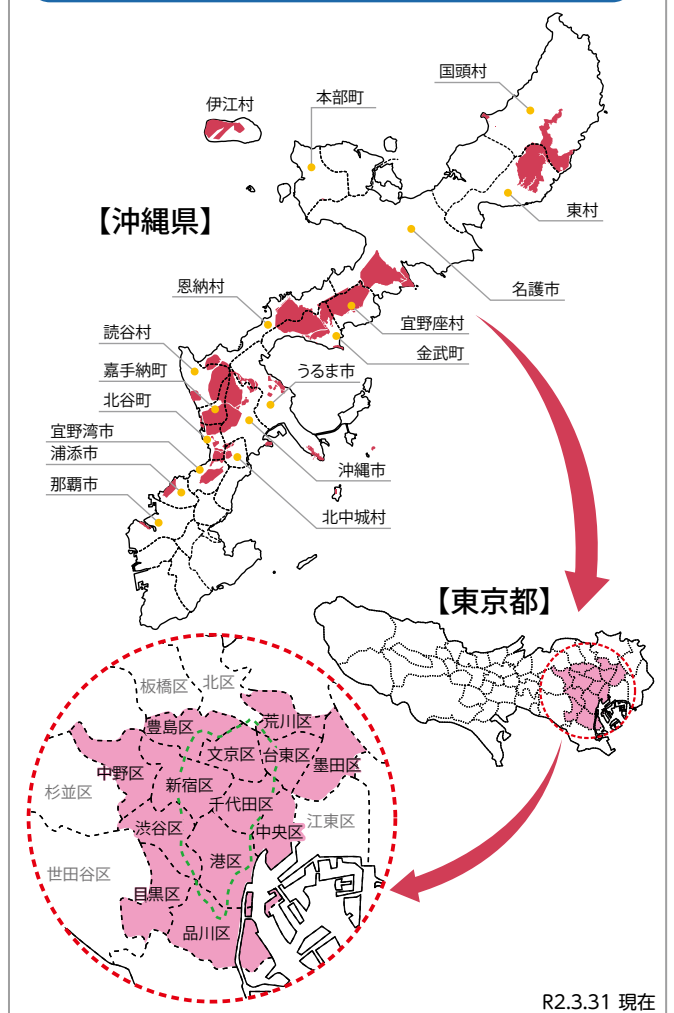 国頭村
本部町
伊江村
東村
【沖縄県】
名護市
恩納村
宜野座村
読谷村
金武町
嘉手納町
うるま市
北谷町
宜野湾市
浦添市
沖縄市
那覇市
北中城村
【東京都】
北区
板橋区
荒川区
豊島区
文京区
台東区
墨田区
中野区
新宿区
杉並区
千代田区
江東区
渋谷区
中央区
港区
世田谷区
目黒区
品川区
R2.3.31 現在